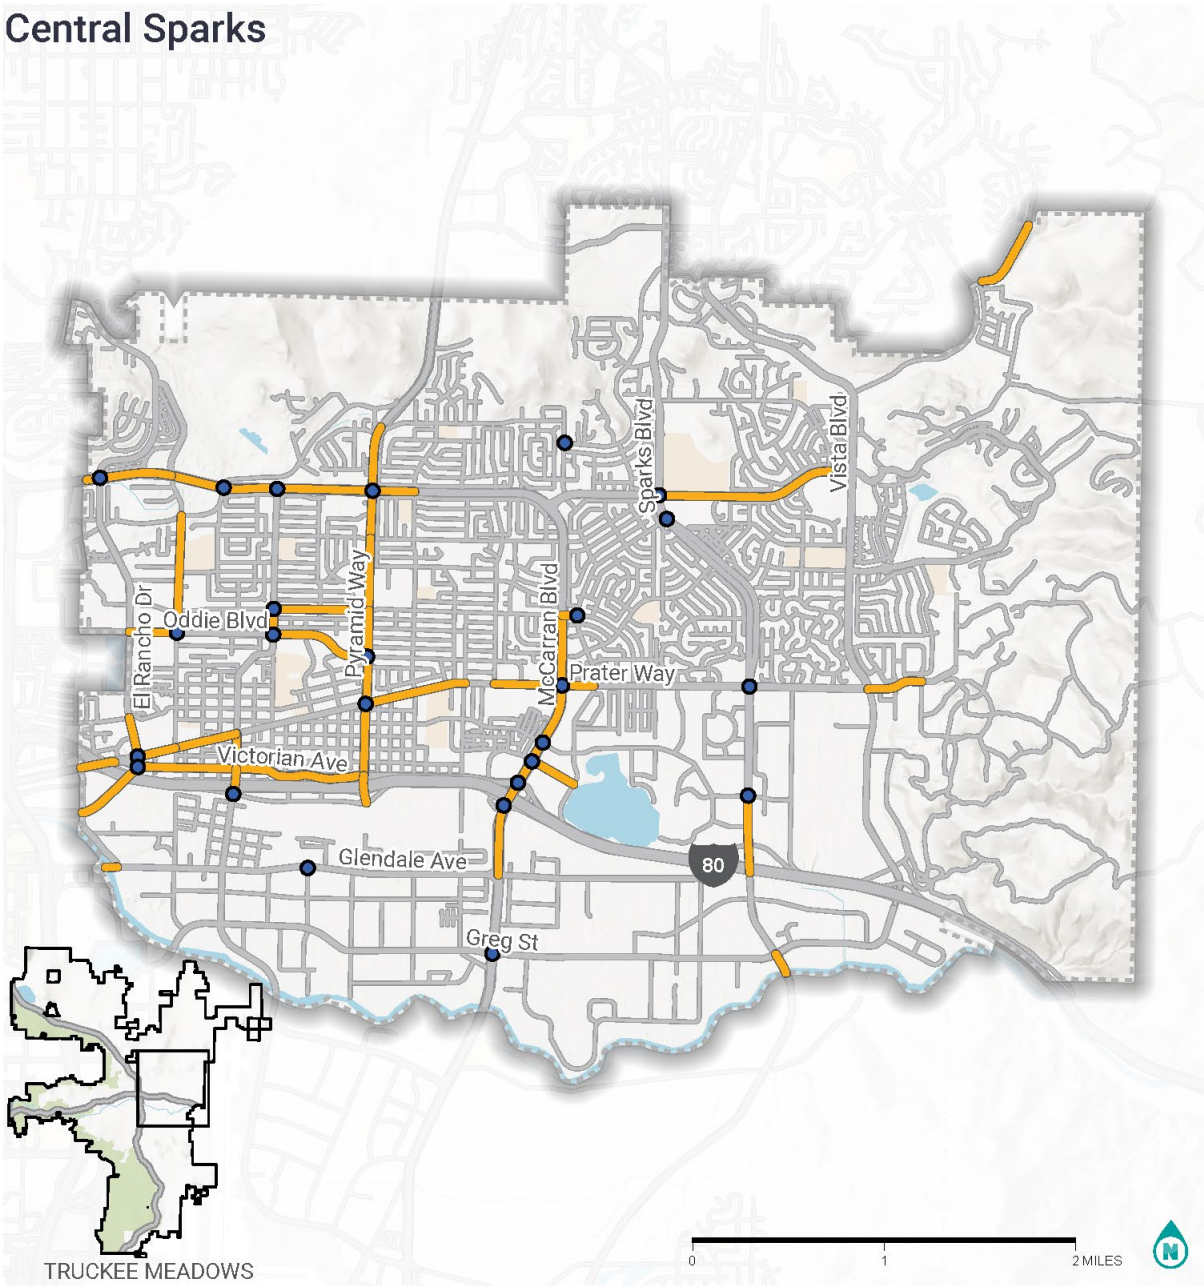 Central Sparks
Sparks Blvd
Vista Blvd
Pyramid Way
McCarran Blvd
El Rancho Dr
Oddie Blvd
Prater Way
Victorian Ave
Glendale Ave
80
Greg St
TRUCKEE MEADOWS
0 1 2 MILES
N